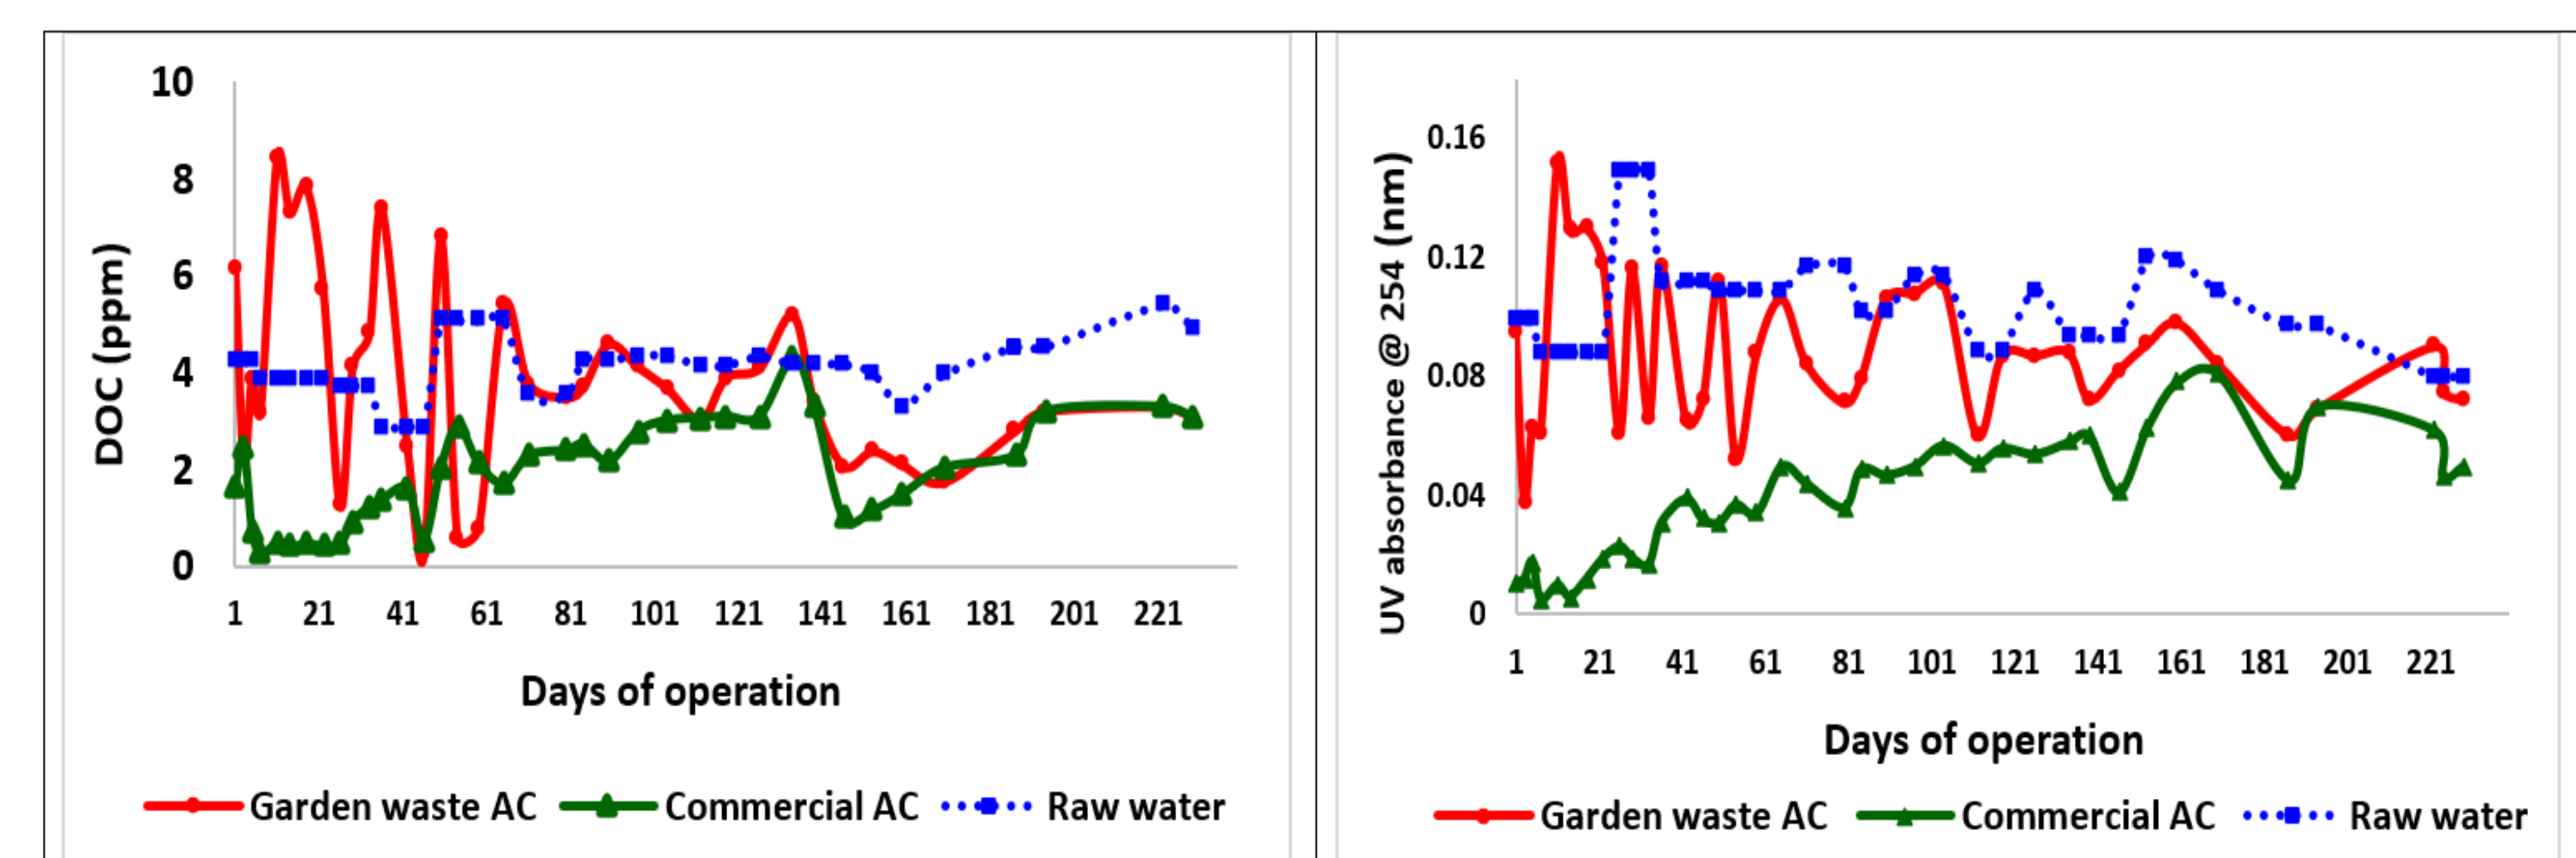 10
8
6
4
2
0
DOC (ppm)
1 21 41 61 81 101 121 141 161 181 201 221
Days of operation
Garden waste AC Commercial AC Raw water
0.16
0.12
0.08
0.04
0
UV absorbance @ 254 (nm)
1 21 41 61 81 101 121 141 161 181 201 221
Days of operation
Garden waste AC Commercial AC Raw water